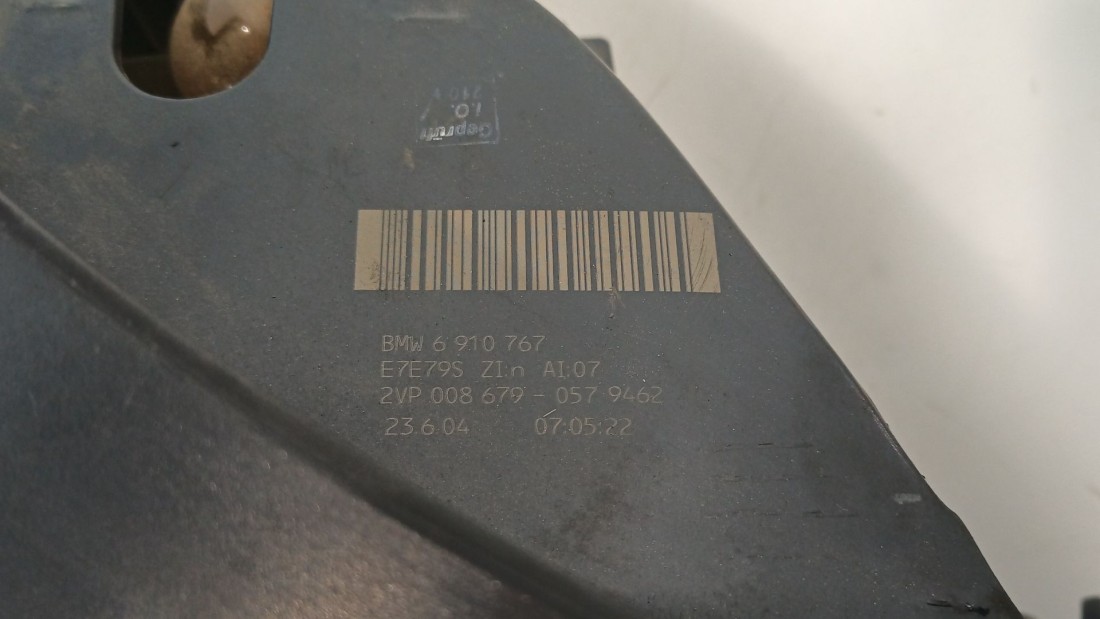 Geprüft
i.O.
BMW 6 910 767
E7E79S ZI:n AI:07
2VP 008 679 - 057 9462
23.6.04 07:05:22